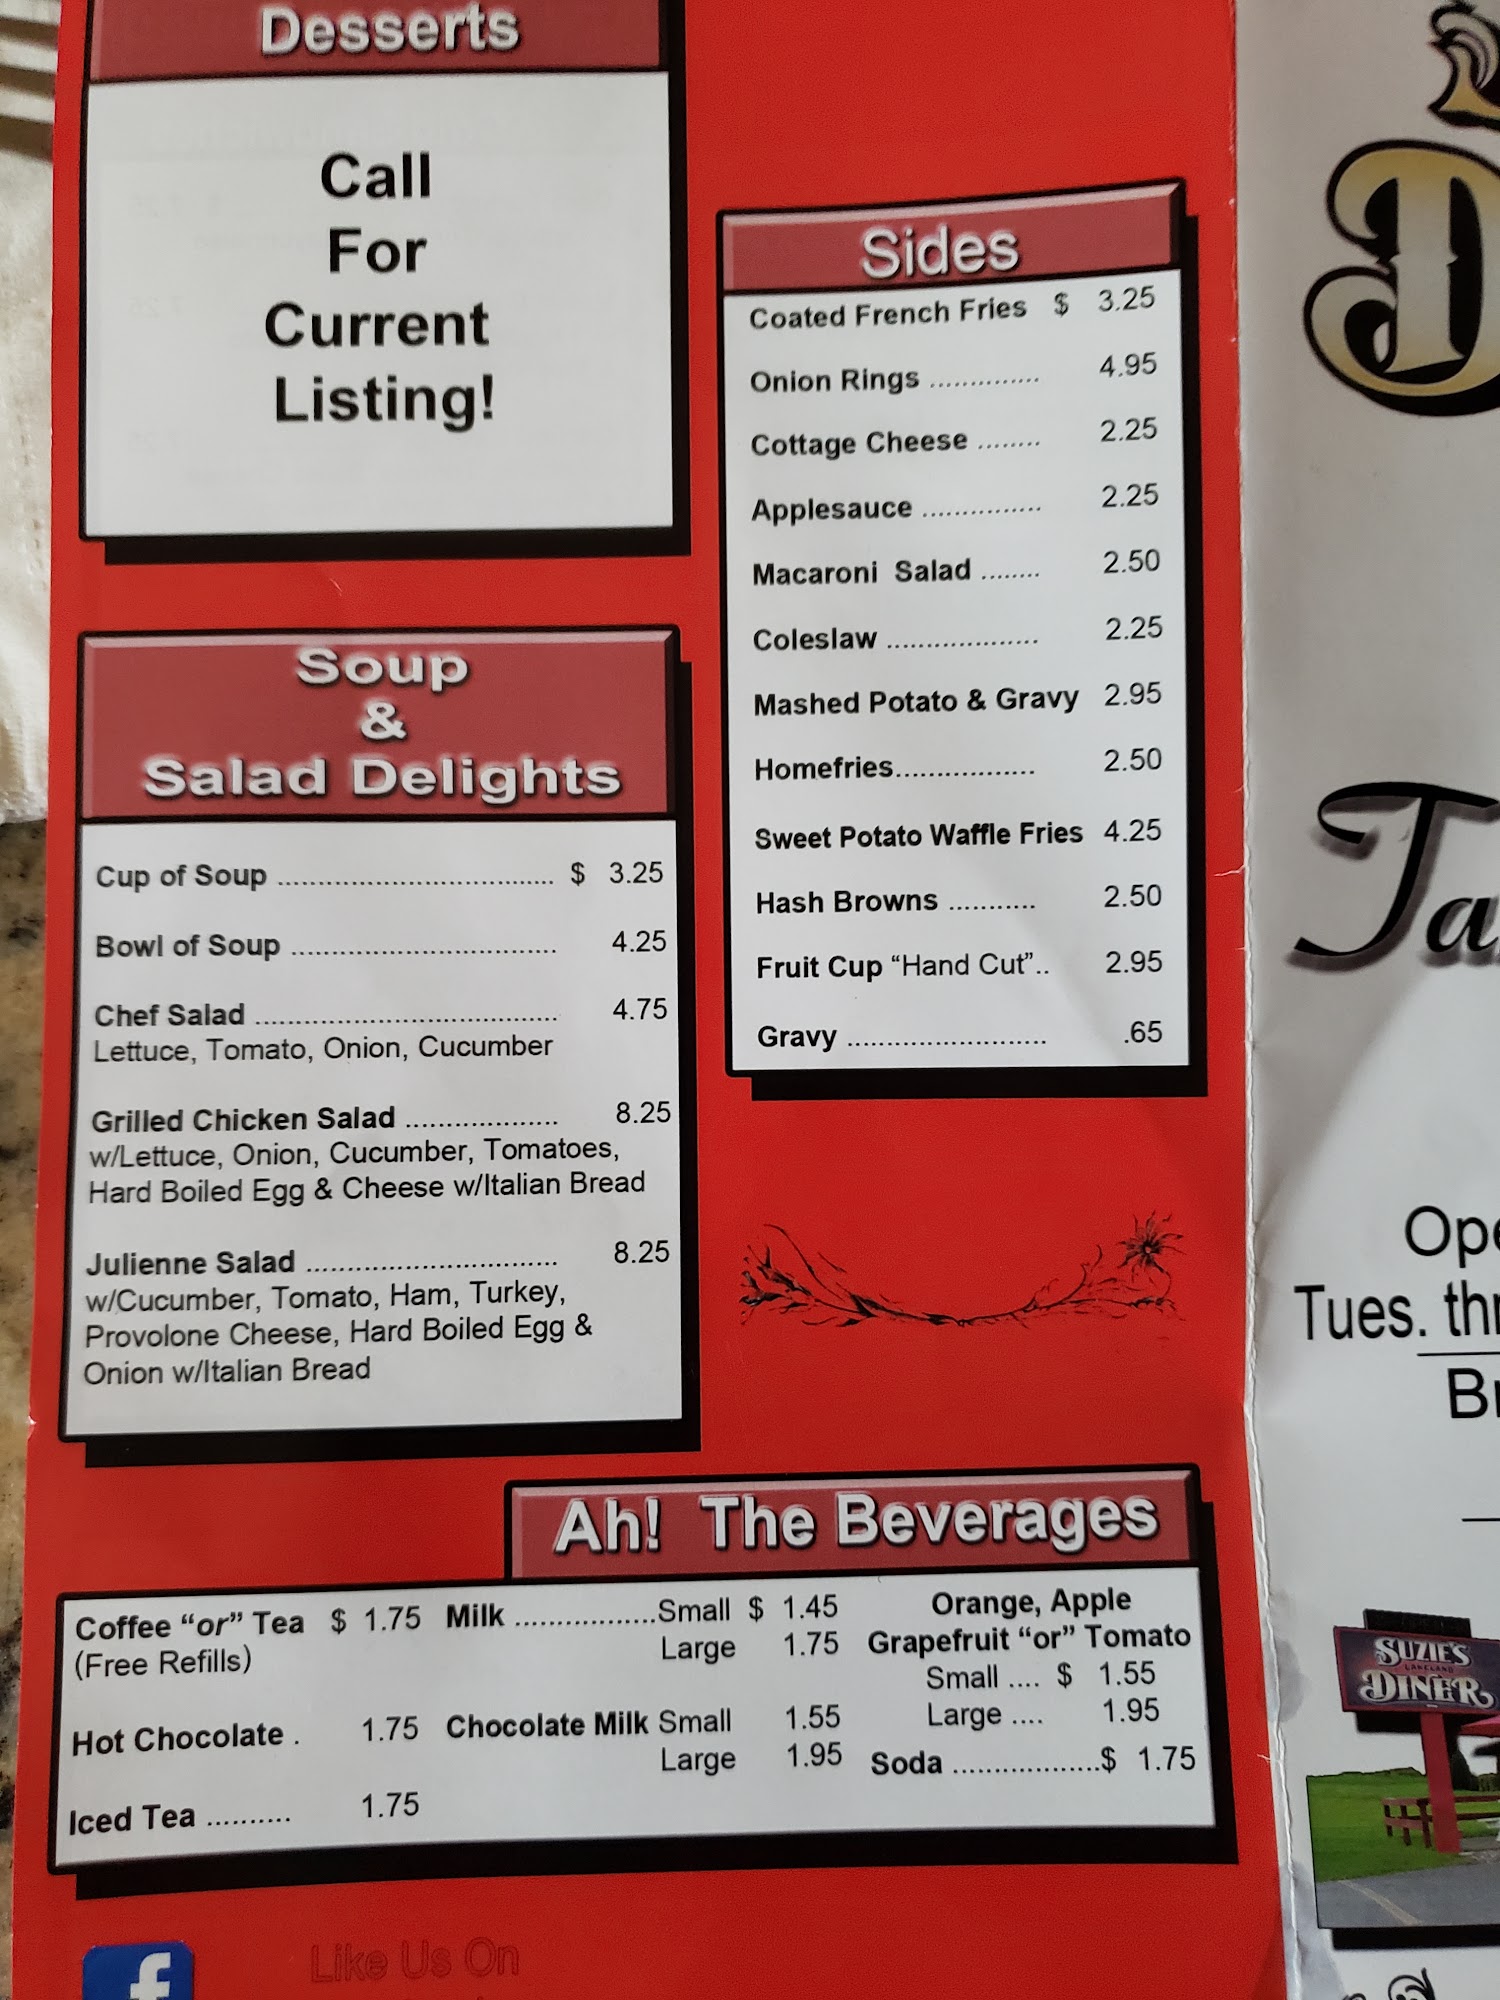 Desserts
Call
For
Current
Listing!
Soup
&
Salad Delights
Cup of Soup .................................. $ 3.25
Bowl of Soup ................................. 4.25
Chef Salad ...................................... 4.75
Lettuce, Tomato, Onion, Cucumber
Grilled Chicken Salad ................... 8.25
w/Lettuce, Onion, Cucumber, Tomatoes,
Hard Boiled Egg & Cheese w/Italian Bread
Julienne Salad ............................... 8.25
w/Cucumber, Tomato, Ham, Turkey,
Provolone Cheese, Hard Boiled Egg &
Onion w/Italian Bread
Sides
Coated French Fries $ 3.25
Onion Rings .............. 4.95
Cottage Cheese ........ 2.25
Applesauce ............... 2.25
Macaroni Salad ........ 2.50
Coleslaw ................... 2.25
Mashed Potato & Gravy 2.95
Homefries.................. 2.50
Sweet Potato Waffle Fries 4.25
Hash Browns ........... 2.50
Fruit Cup “Hand Cut”.. 2.95
Gravy ......................... .65
Ah! The Beverages
Coffee “or” Tea $ 1.75
(Free Refills)
Hot Chocolate . 1.75
Iced Tea ........... 1.75
Milk ..................Small $ 1.45
Large 1.75
Chocolate Milk Small 1.55
Large 1.95
Orange, Apple
Grapefruit “or” Tomato
Small .... $ 1.55
Large .... 1.95
Soda ...................$ 1.75
f
Like Us On
D
Ta
Ope
Tues. thr
SUZIE'S
LAKELAND
DINER